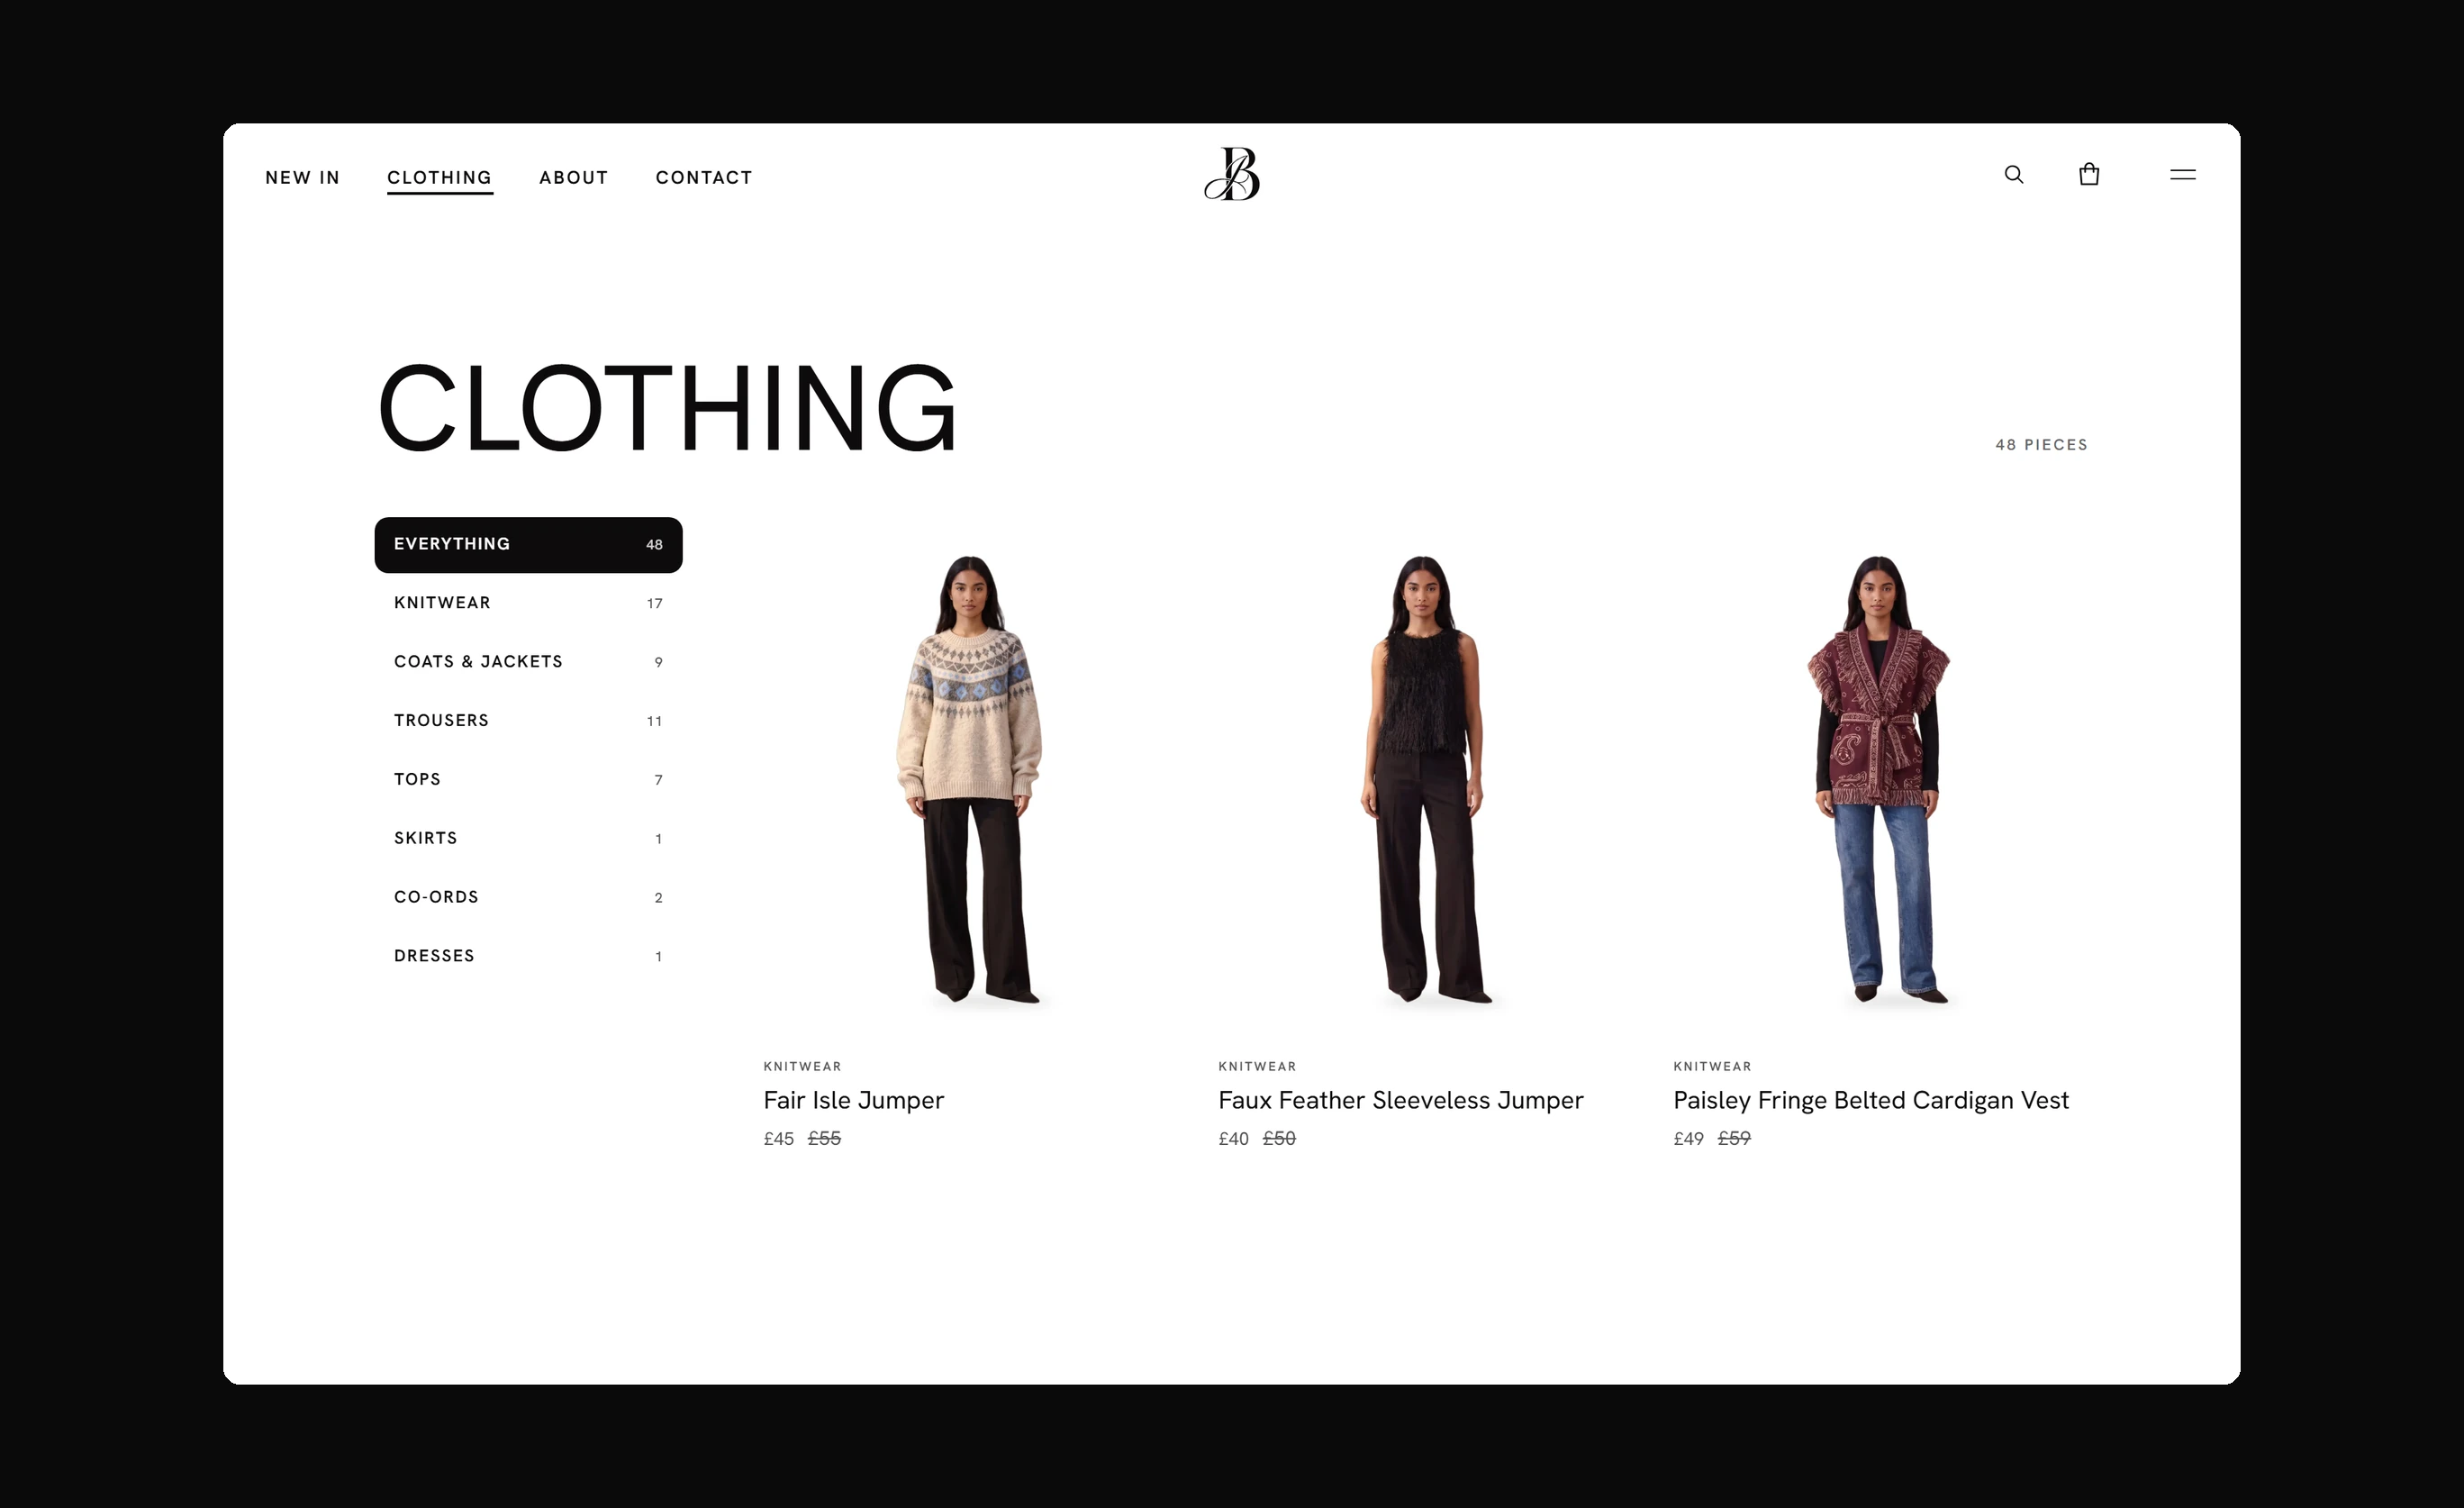 NEW IN CLOTHING ABOUT CONTACT
B
CLOTHING
48 PIECES
EVERYTHING 48
KNITWEAR 17
COATS & JACKETS 9
TROUSERS 11
TOPS 7
SKIRTS 1
CO-ORDS 2
DRESSES 1
KNITWEAR
Fair Isle Jumper
£45 £55
KNITWEAR
Faux Feather Sleeveless Jumper
£40 £50
KNITWEAR
Paisley Fringe Belted Cardigan Vest
£49 £59